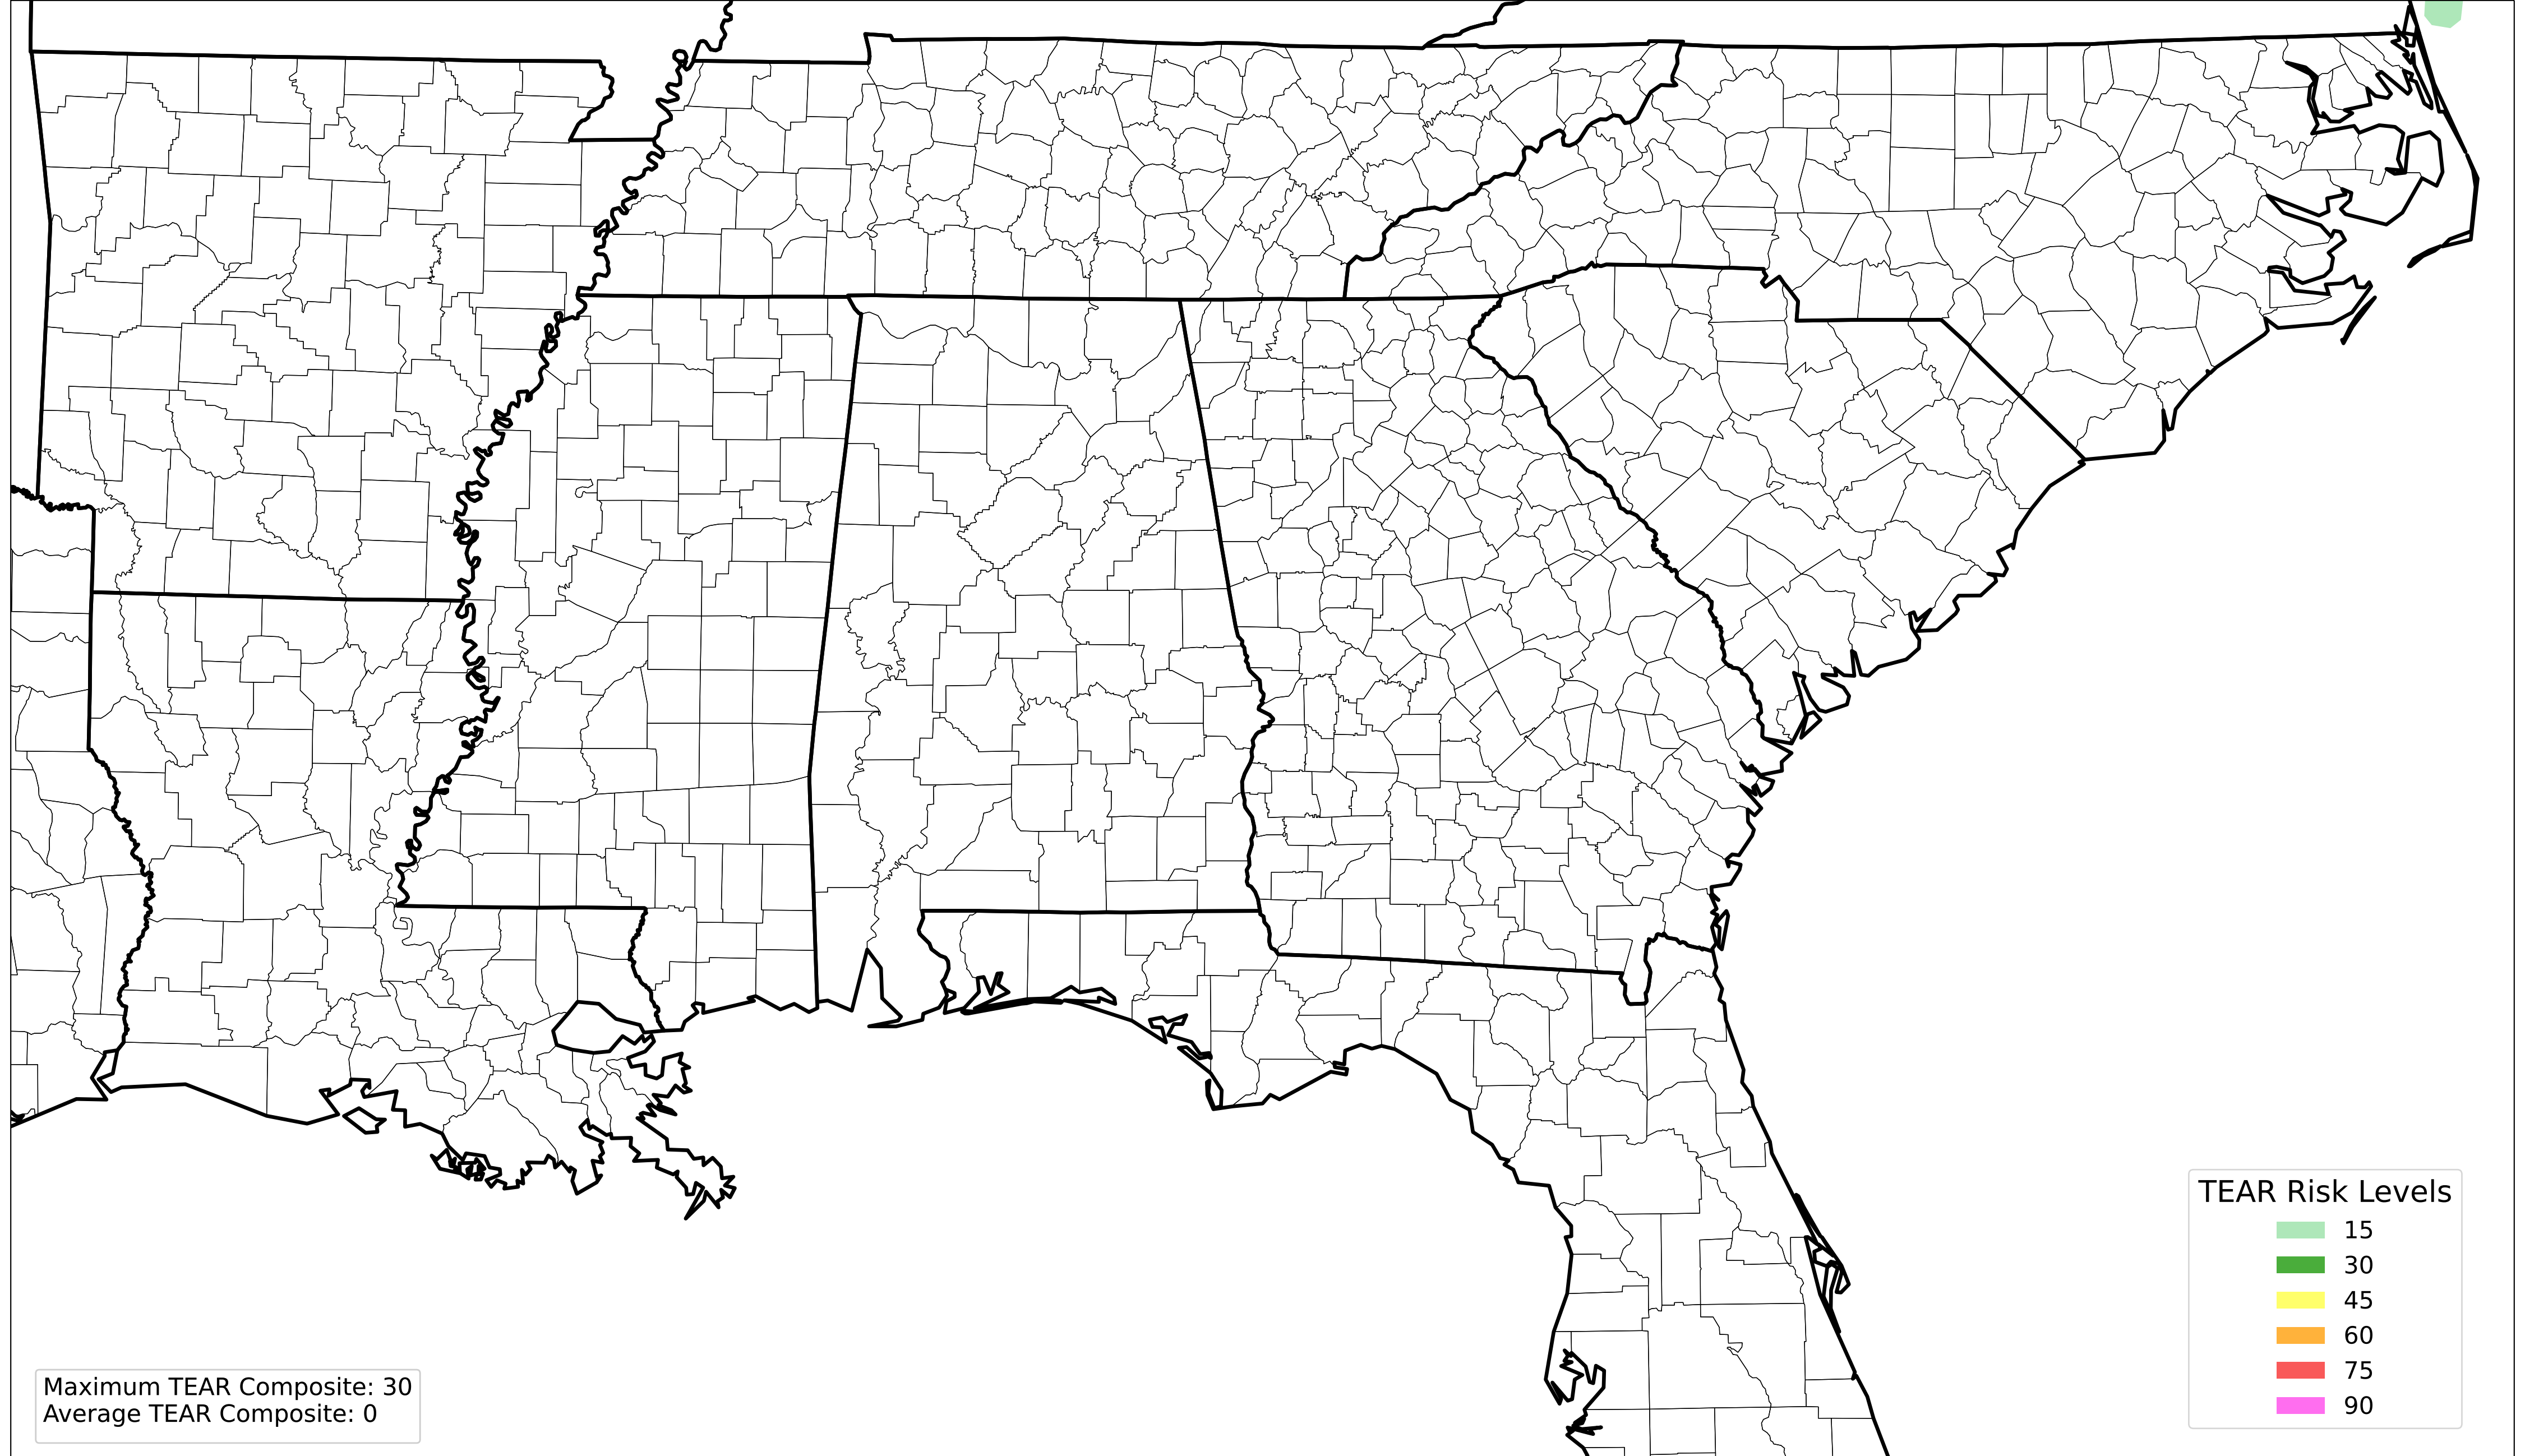 TEAR Risk Levels
15
30
45
60
75
90
Maximum TEAR Composite: 30
Average TEAR Composite: 0